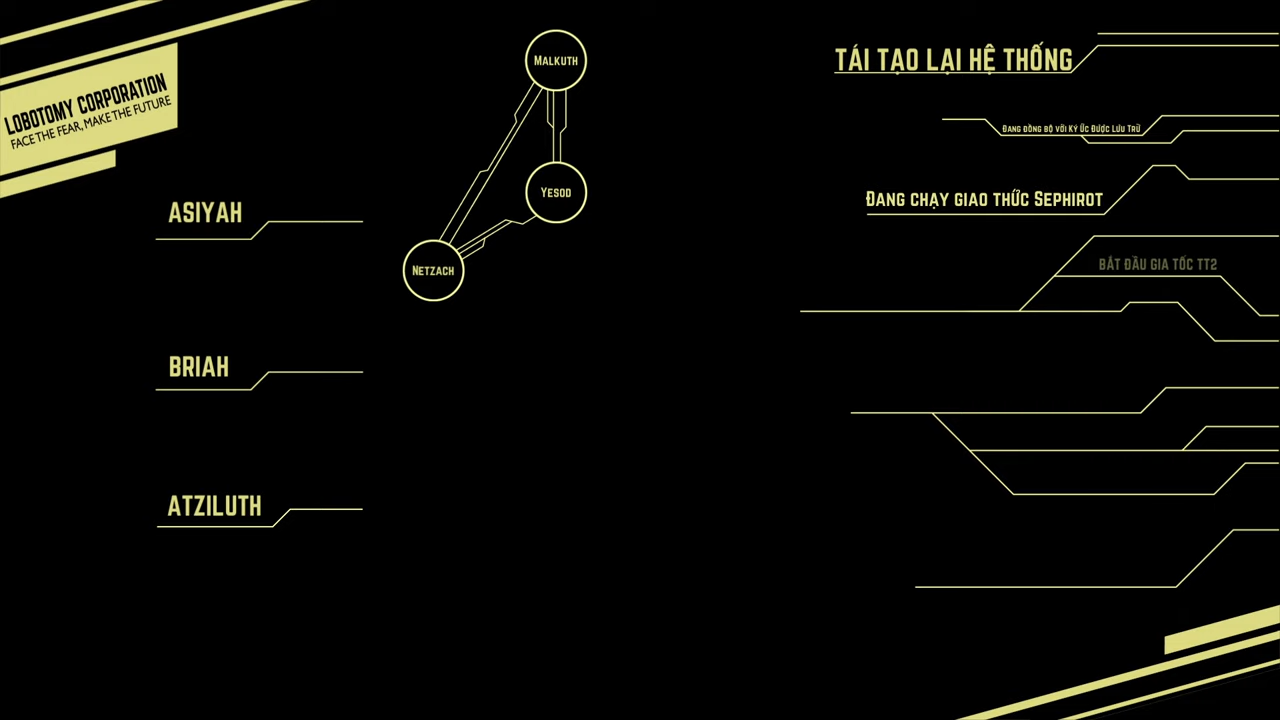 LOBOTOMY CORPORATION
FACE THE FEAR, MAKE THE FUTURE
ASIYAH
BRIAH
ATZILUTH
MALKUTH
YESOD
NETZACH
TÁI TẠO LẠI HỆ THỐNG
Đang đồng bộ với Ký Ức Được Lưu Trữ
Đang chạy giao thức Sephirot
BẮT ĐẦU GIA TỐC TT2